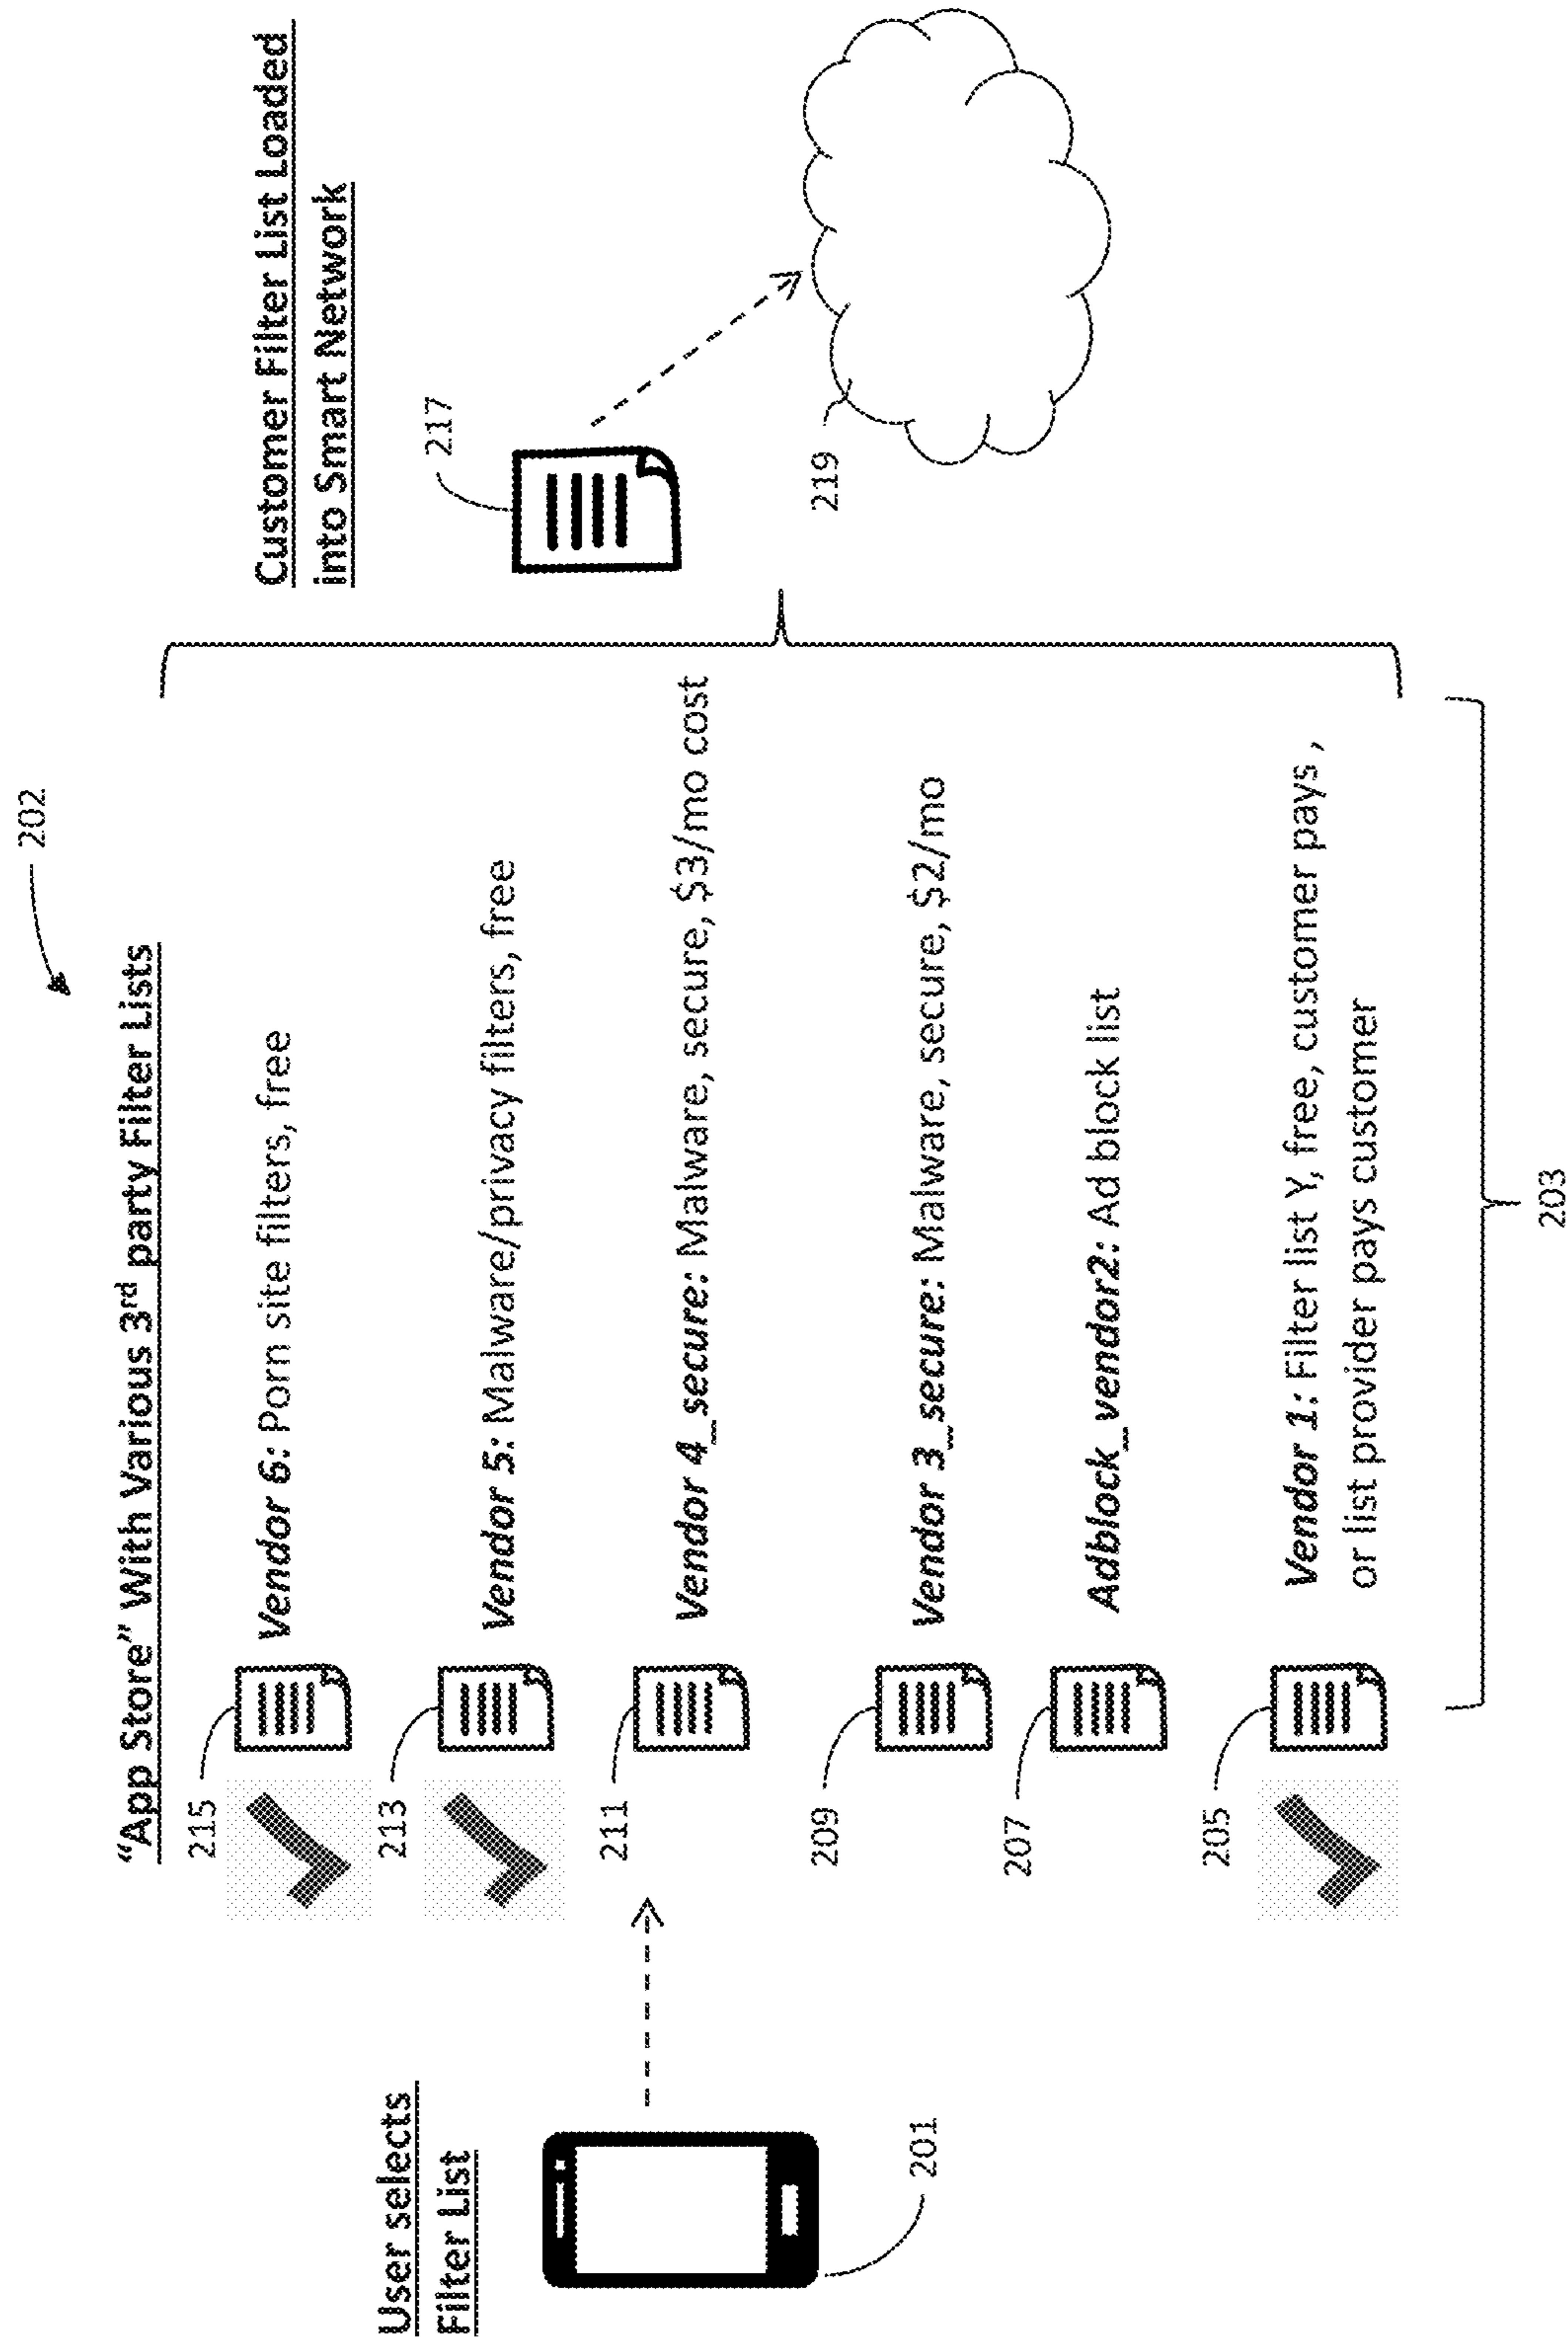 202
User selects
Filter List
201
“App Store” With Various 3rd party Filter Lists
215
Vendor 6: Porn site filters, free
213
Vendor 5: Malware/privacy filters, free
211
Vendor 4_secure: Malware, secure, $3/mo cost
209
Vendor 3_secure: Malware, secure, $2/mo
207
Adblock_vendor2: Ad block list
205
Vendor 1: Filter list Y, free, customer pays ,
or list provider pays customer
203
Customer Filter List Loaded
into Smart Network
217
219